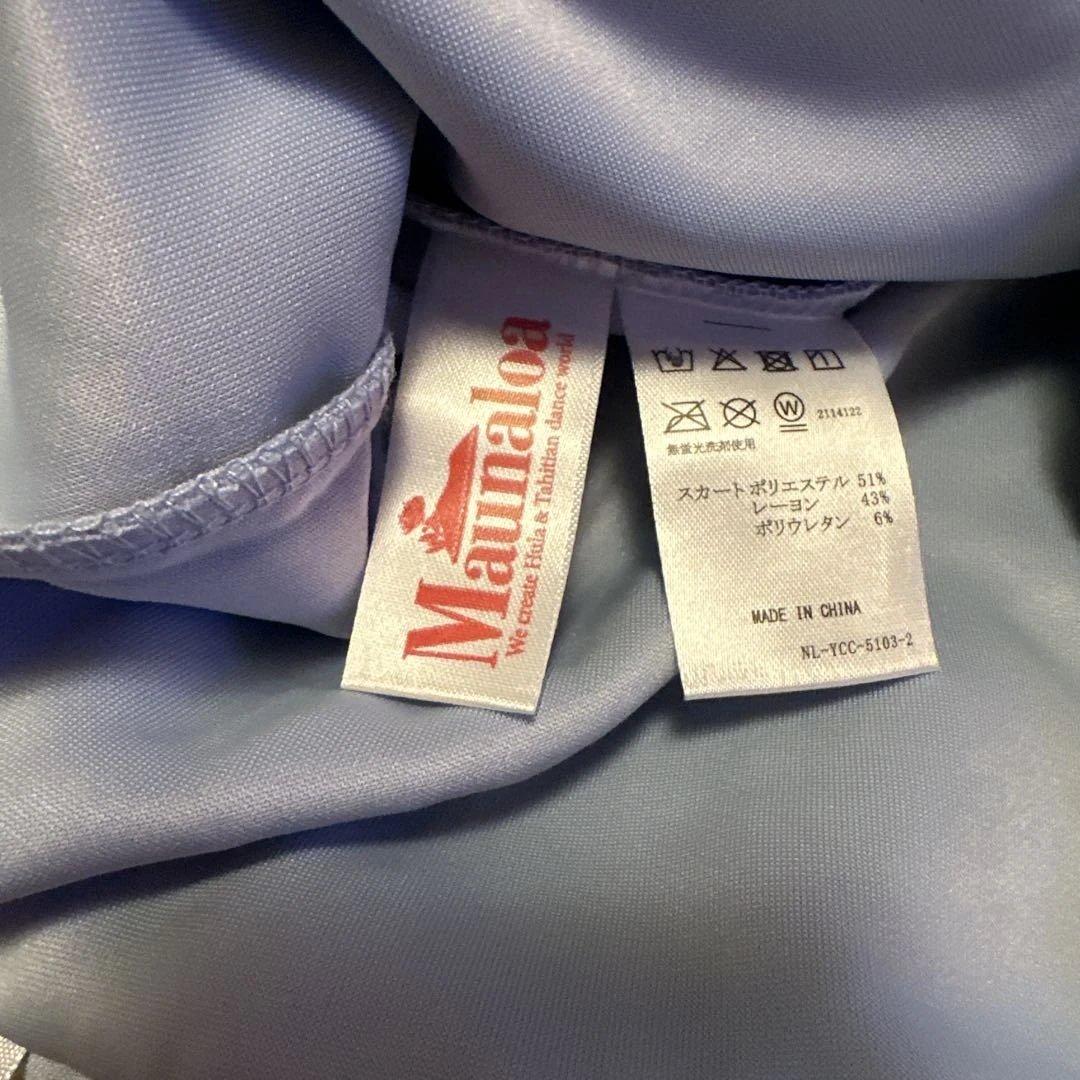 Maunaloa
We create Hula & Tahitian dance world
W 2114122
無蛍光洗剤使用
スカート ポリエステル 51%
レーヨン 43%
ポリウレタン 6%
MADE IN CHINA
NL-YCC-5103-2